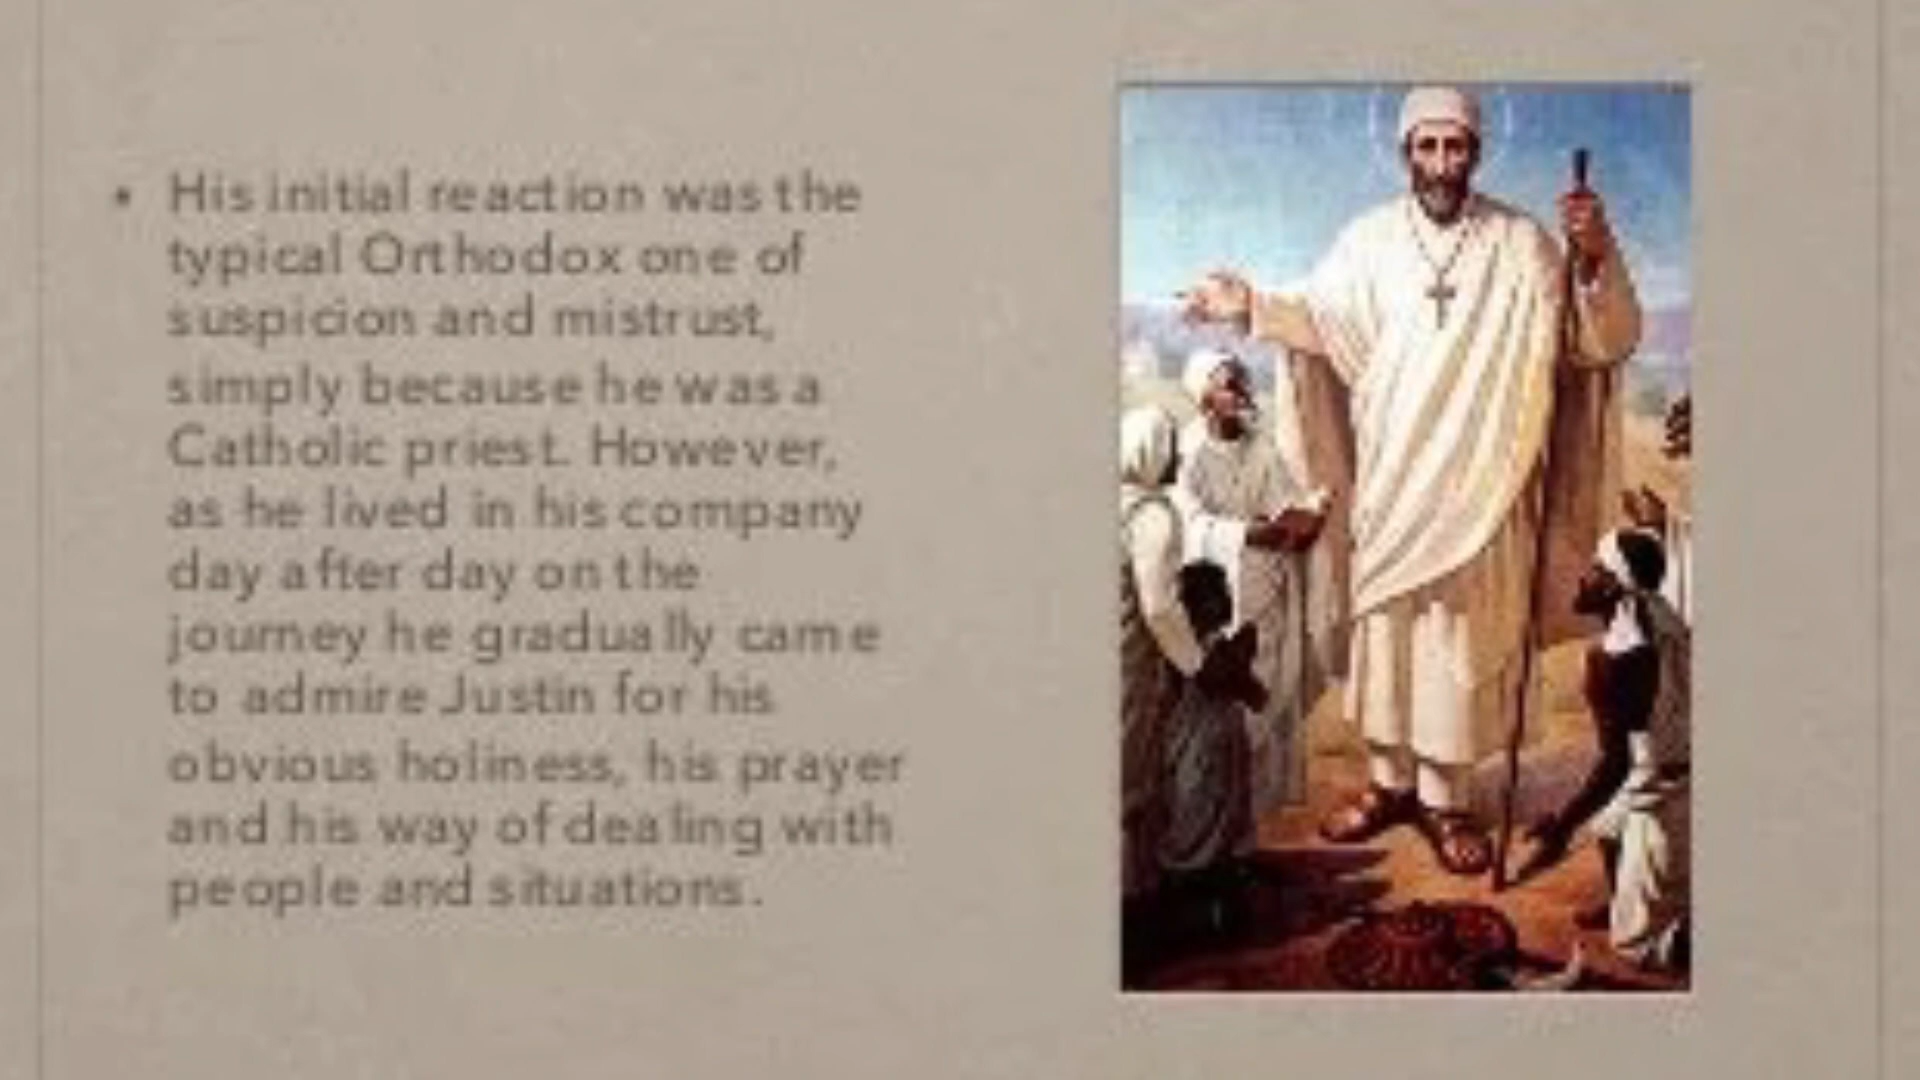 • His initial reaction was the
typical Orthodox one of
suspicion and mistrust,
simply because he was a
Catholic priest. However,
as he lived in his company
day after day on the
journey he gradually came
to admire Justin for his
obvious holiness, his prayer
and his way of dealing with
people and situations.